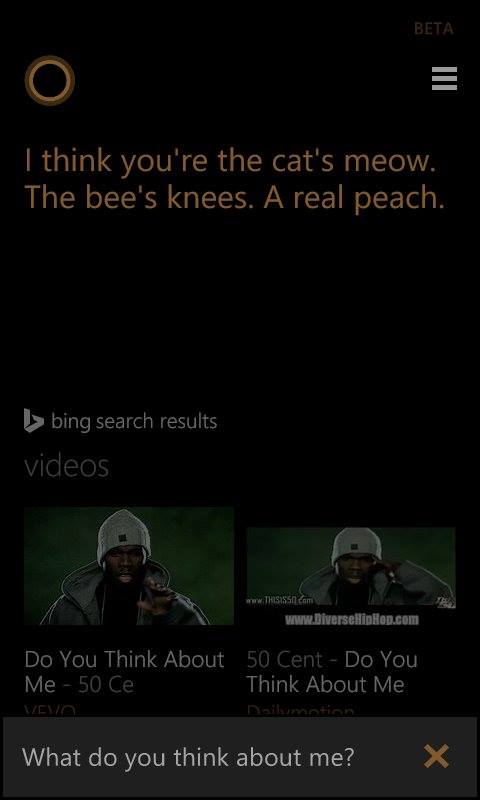 BETA
I think you're the cat's meow.
The bee's knees. A real peach.
bing search results
videos
www.THISIS50.com
www.DiverseHipHop.com
Do You Think About
Me - 50 Ce
VEVO
50 Cent - Do You
Think About Me
Dailymotion
What do you think about me?